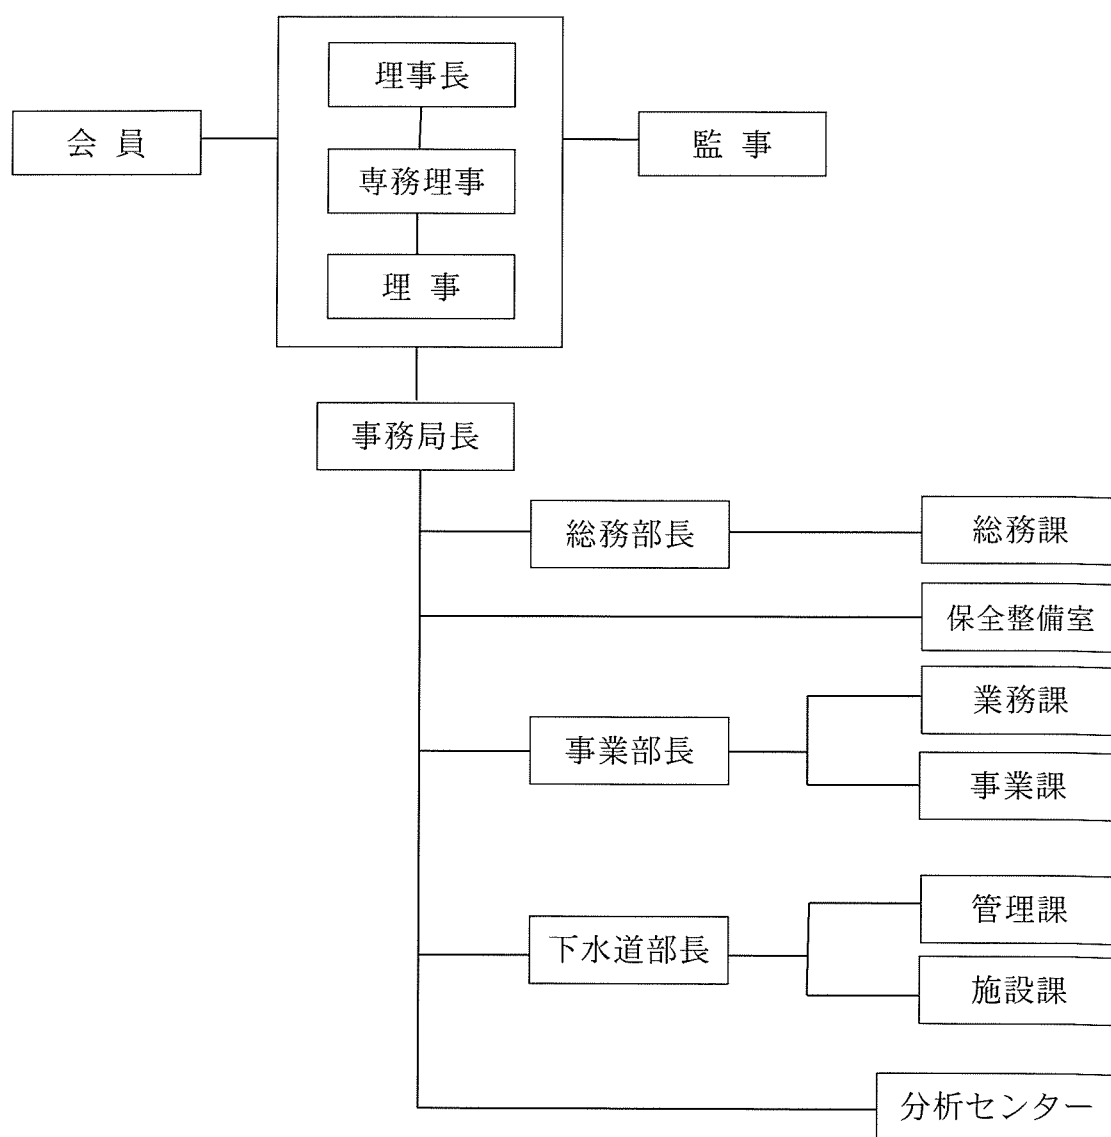 理事長
会 員
監 事
専務理事
理 事
事務局長
総務部長
総務課
保全整備室
業務課
事業部長
事業課
管理課
下水道部長
施設課
分析センター